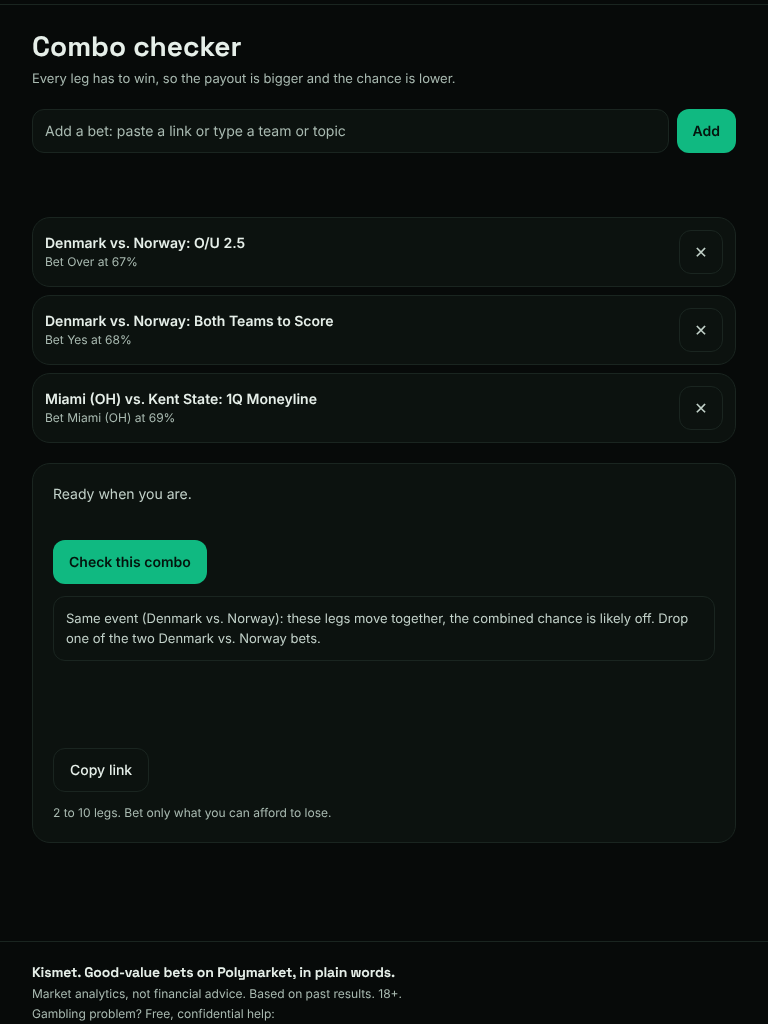 Combo checker
Every leg has to win, so the payout is bigger and the chance is lower.
Add a bet: paste a link or type a team or topic
Add
Denmark vs. Norway: O/U 2.5
Bet Over at 67%
✕
Denmark vs. Norway: Both Teams to Score
Bet Yes at 68%
✕
Miami (OH) vs. Kent State: 1Q Moneyline
Bet Miami (OH) at 69%
✕
Ready when you are.
Check this combo
Same event (Denmark vs. Norway): these legs move together, the combined chance is likely off. Drop
one of the two Denmark vs. Norway bets.
Copy link
2 to 10 legs. Bet only what you can afford to lose.
Kismet. Good-value bets on Polymarket, in plain words.
Market analytics, not financial advice. Based on past results. 18+.
Gambling problem? Free, confidential help: